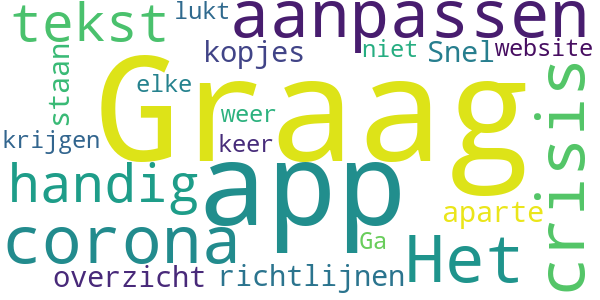 tekst lukt aanpassen
kopjes niet Snel website
staan elke
Graag
weer
krijgen keer
crisis
handig app
aparte
corona Ga Het
overzicht richtlijnen